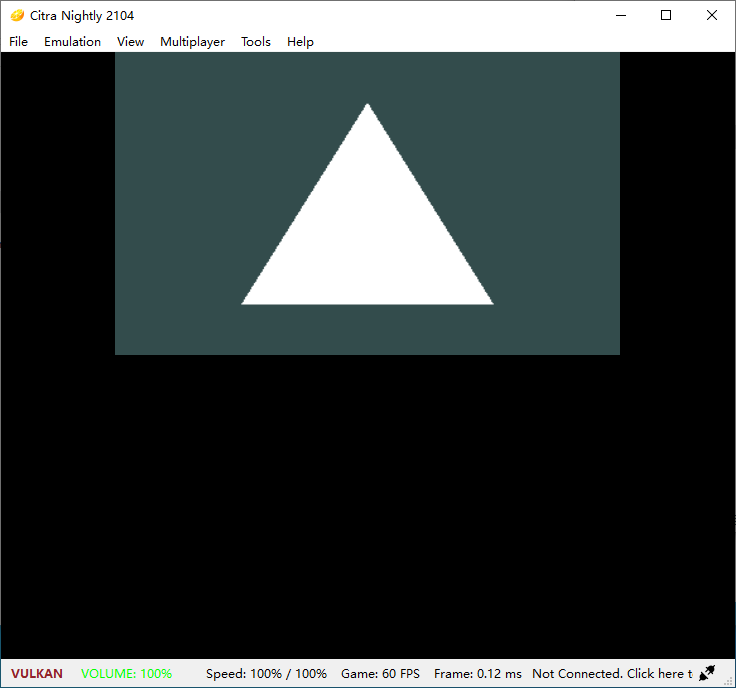 Citra Nightly 2104
File Emulation View Multiplayer Tools Help
VULKAN VOLUME: 100% Speed: 100% / 100% Game: 60 FPS Frame: 0.12 ms Not Connected. Click here t